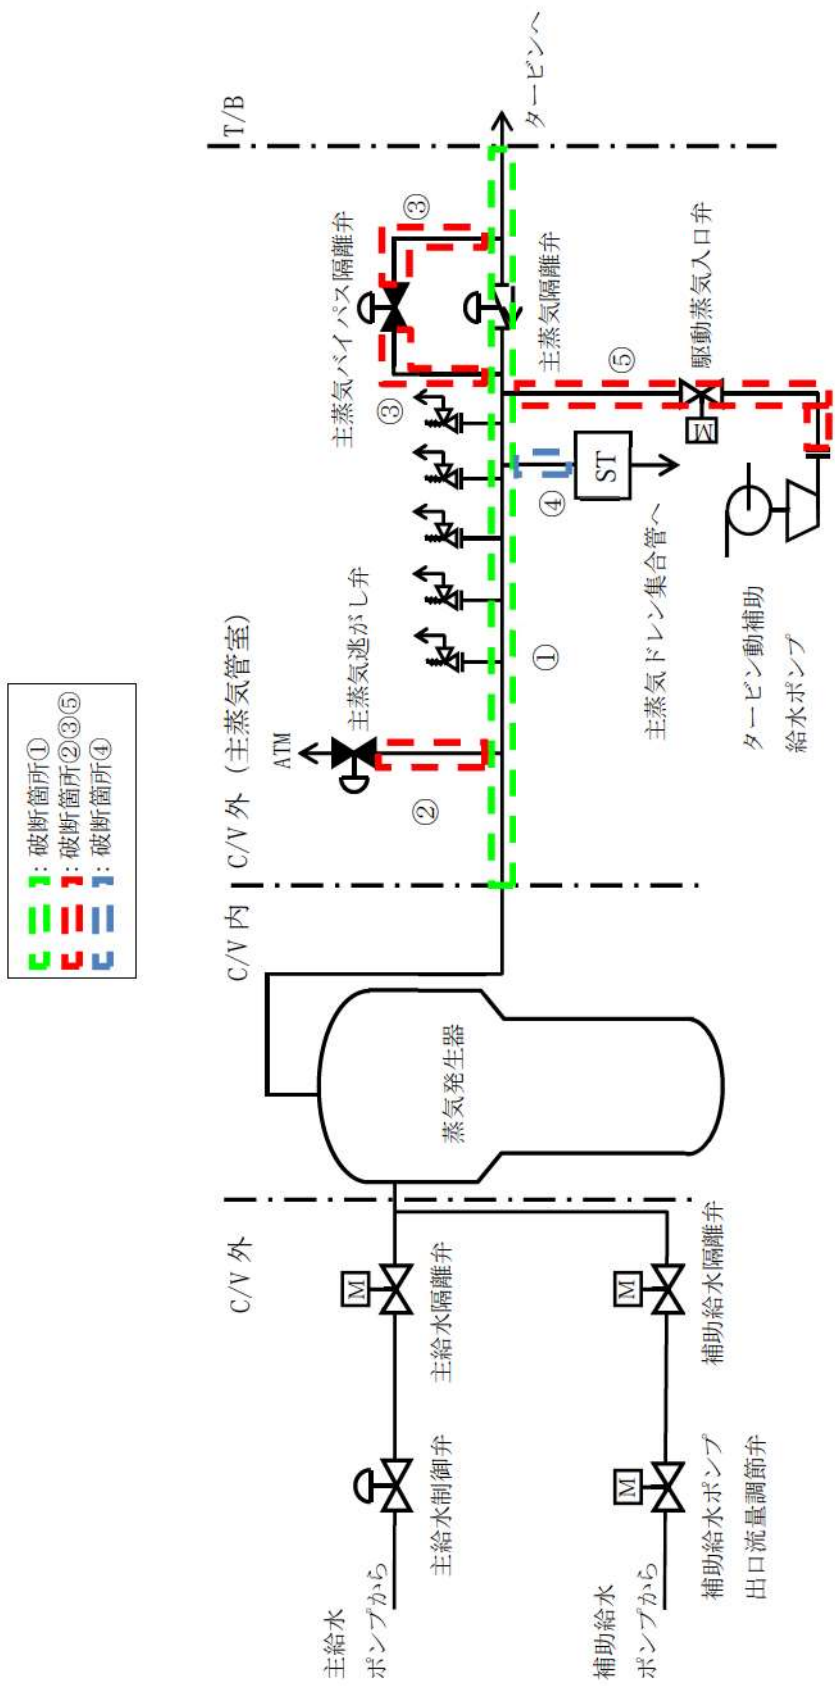 ：破断箇所①
：破断箇所②③⑤
：破断箇所④
C/V 外
C/V 内
C/V 外 (主蒸気管室)
T/B
ATM
主蒸気逃がし弁
②
③
主蒸気バイパス隔離弁
③
主蒸気隔離弁
タービンへ
①
④
ST
主蒸気ドレン集合管へ
⑤
M
駆動蒸気入口弁
タービン動補助
給水ポンプ
蒸気発生器
主給水
ポンプから
主給水制御弁
M
主給水隔離弁
補助給水
ポンプから
M
補助給水ポンプ
出口流量調節弁
M
補助給水隔離弁